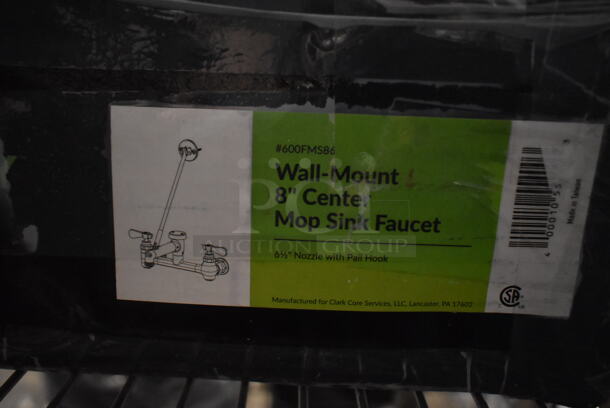 #600FMS86
Wall-Mount
8" Center
Mop Sink Faucet
6½" Nozzle with Pail Hook
Manufactured for Clark Core Services, LLC, Lancaster, PA 17602
Made in Taiwan
PCI
AUCTION GROUP